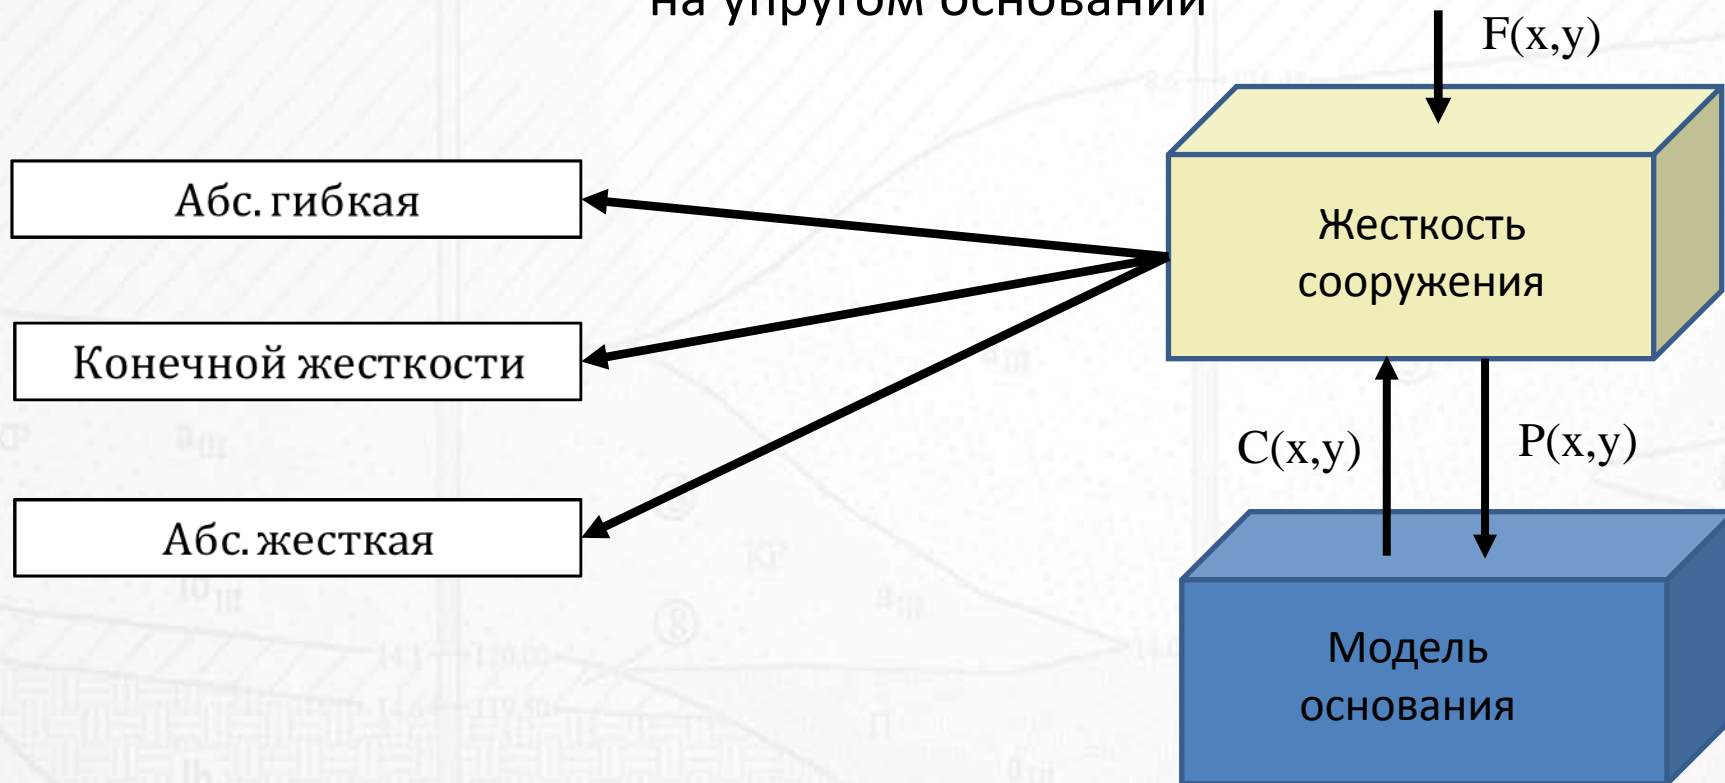 на упругом основании
F(x,y)
Абс. гибкая
Жесткость
сооружения
Конечной жесткости
C(x,y)
P(x,y)
Абс. жесткая
Модель
основания